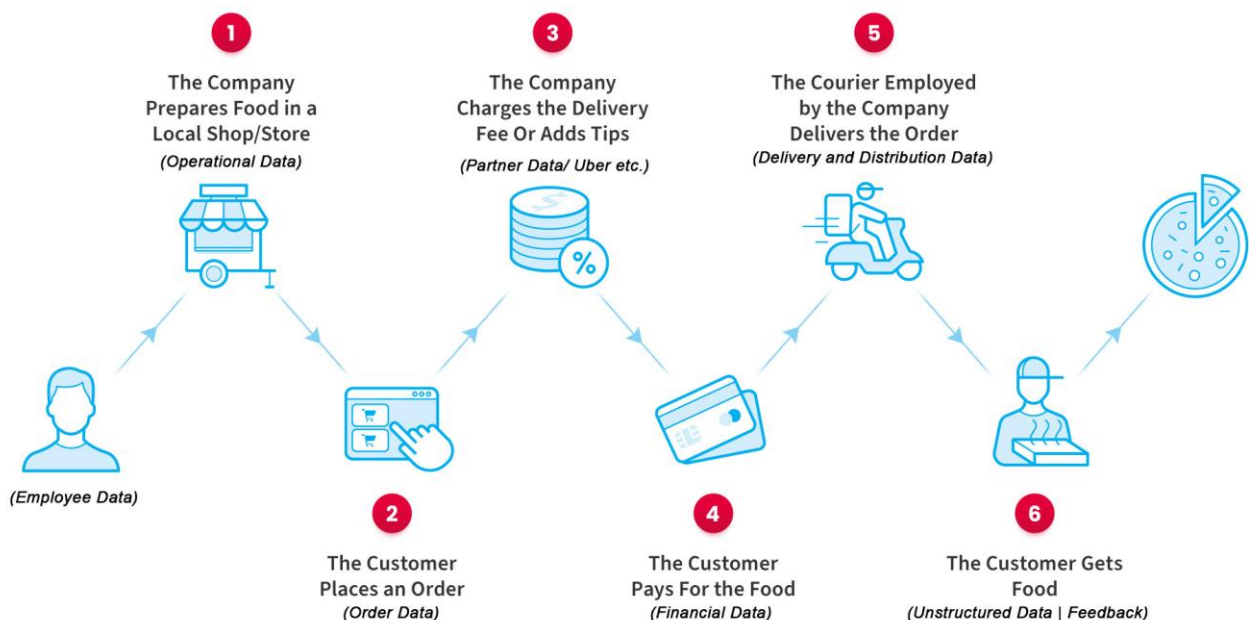 1
The Company
Prepares Food in a
Local Shop/Store
(Operational Data)
3
The Company
Charges the Delivery
Fee Or Adds Tips
(Partner Data/ Uber etc.)
5
The Courier Employed
by the Company
Delivers the Order
(Delivery and Distribution Data)
$
%
(Employee Data)
2
The Customer
Places an Order
(Order Data)
4
The Customer
Pays For the Food
(Financial Data)
6
The Customer Gets
Food
(Unstructured Data | Feedback)